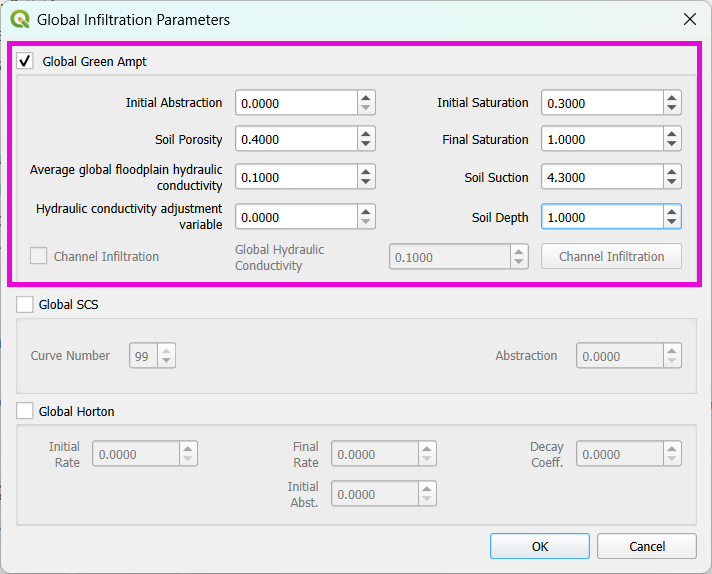 Global Infiltration Parameters
Global Green Ampt
Initial Abstraction 0.0000 Initial Saturation 0.3000
Soil Porosity 0.4000 Final Saturation 1.0000
Average global floodplain hydraulic
conductivity 0.1000 Soil Suction 4.3000
Hydraulic conductivity adjustment
variable 0.0000 Soil Depth 1.0000
Channel Infiltration Global Hydraulic
Conductivity 0.1000 Channel Infiltration
Global SCS
Curve Number 99 Abstraction 0.0000
Global Horton
Initial
Rate 0.0000 Final
Rate 0.0000 Decay
Coeff. 0.0000
Initial
Abst. 0.0000
OK Cancel